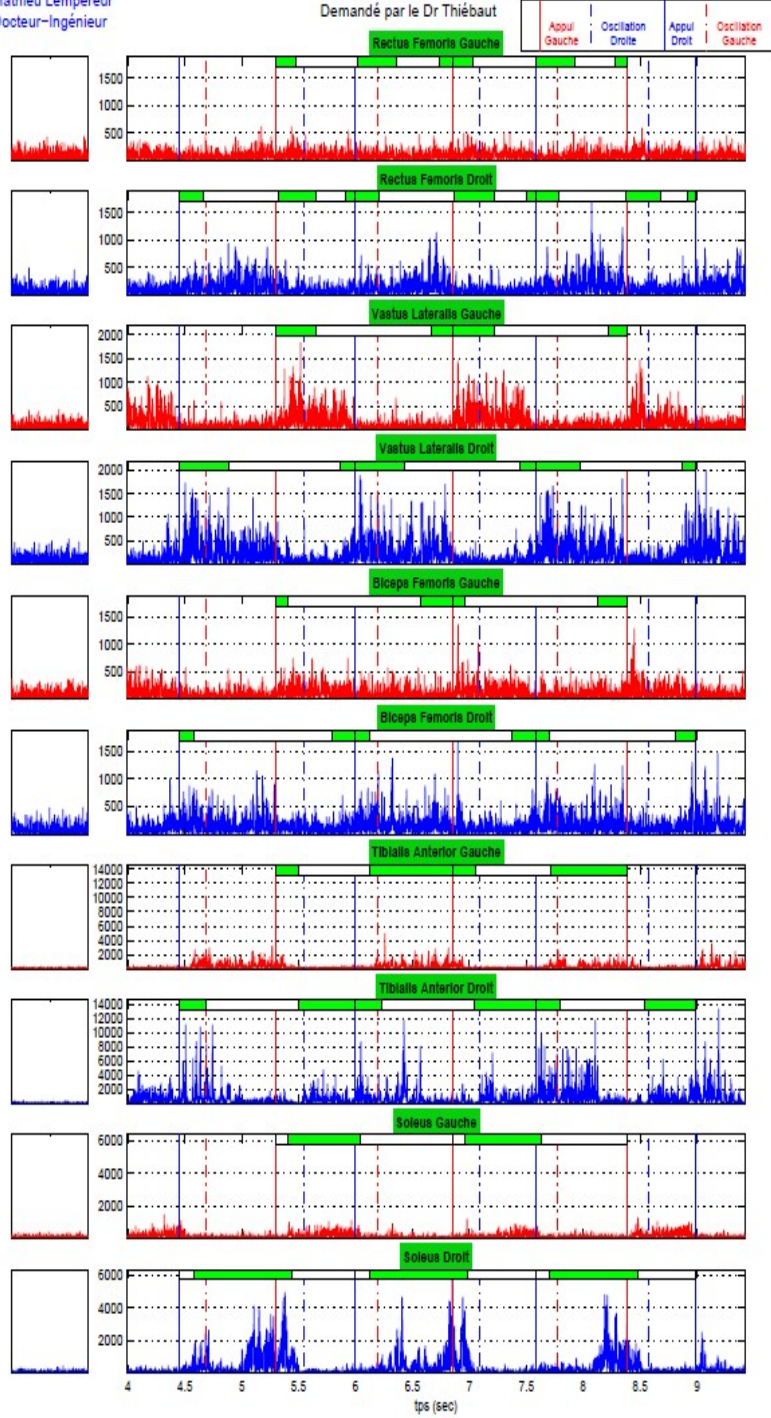 Mathieu Lempereur
Docteur-Ingénieur
Demandé par le Dr Thiébaut
Appui Gauche
Oscillation Droite
Appui Droit
Oscillation Gauche
Rectus Femoris Gauche
1500
1000
500
Rectus Femoris Droit
1500
1000
500
Vastus Lateralis Gauche
2000
1500
1000
500
Vastus Lateralis Droit
2000
1500
1000
500
Biceps Femoris Gauche
1500
1000
500
Biceps Femoris Droit
1500
1000
500
Tibialis Anterior Gauche
14000
12000
10000
8000
6000
4000
2000
Tibialis Anterior Droit
14000
12000
10000
8000
6000
4000
2000
Soleus Gauche
6000
4000
2000
Soleus Droit
6000
4000
2000
4 4.5 5 5.5 6 6.5 7 7.5 8 8.5 9
tps (sec)